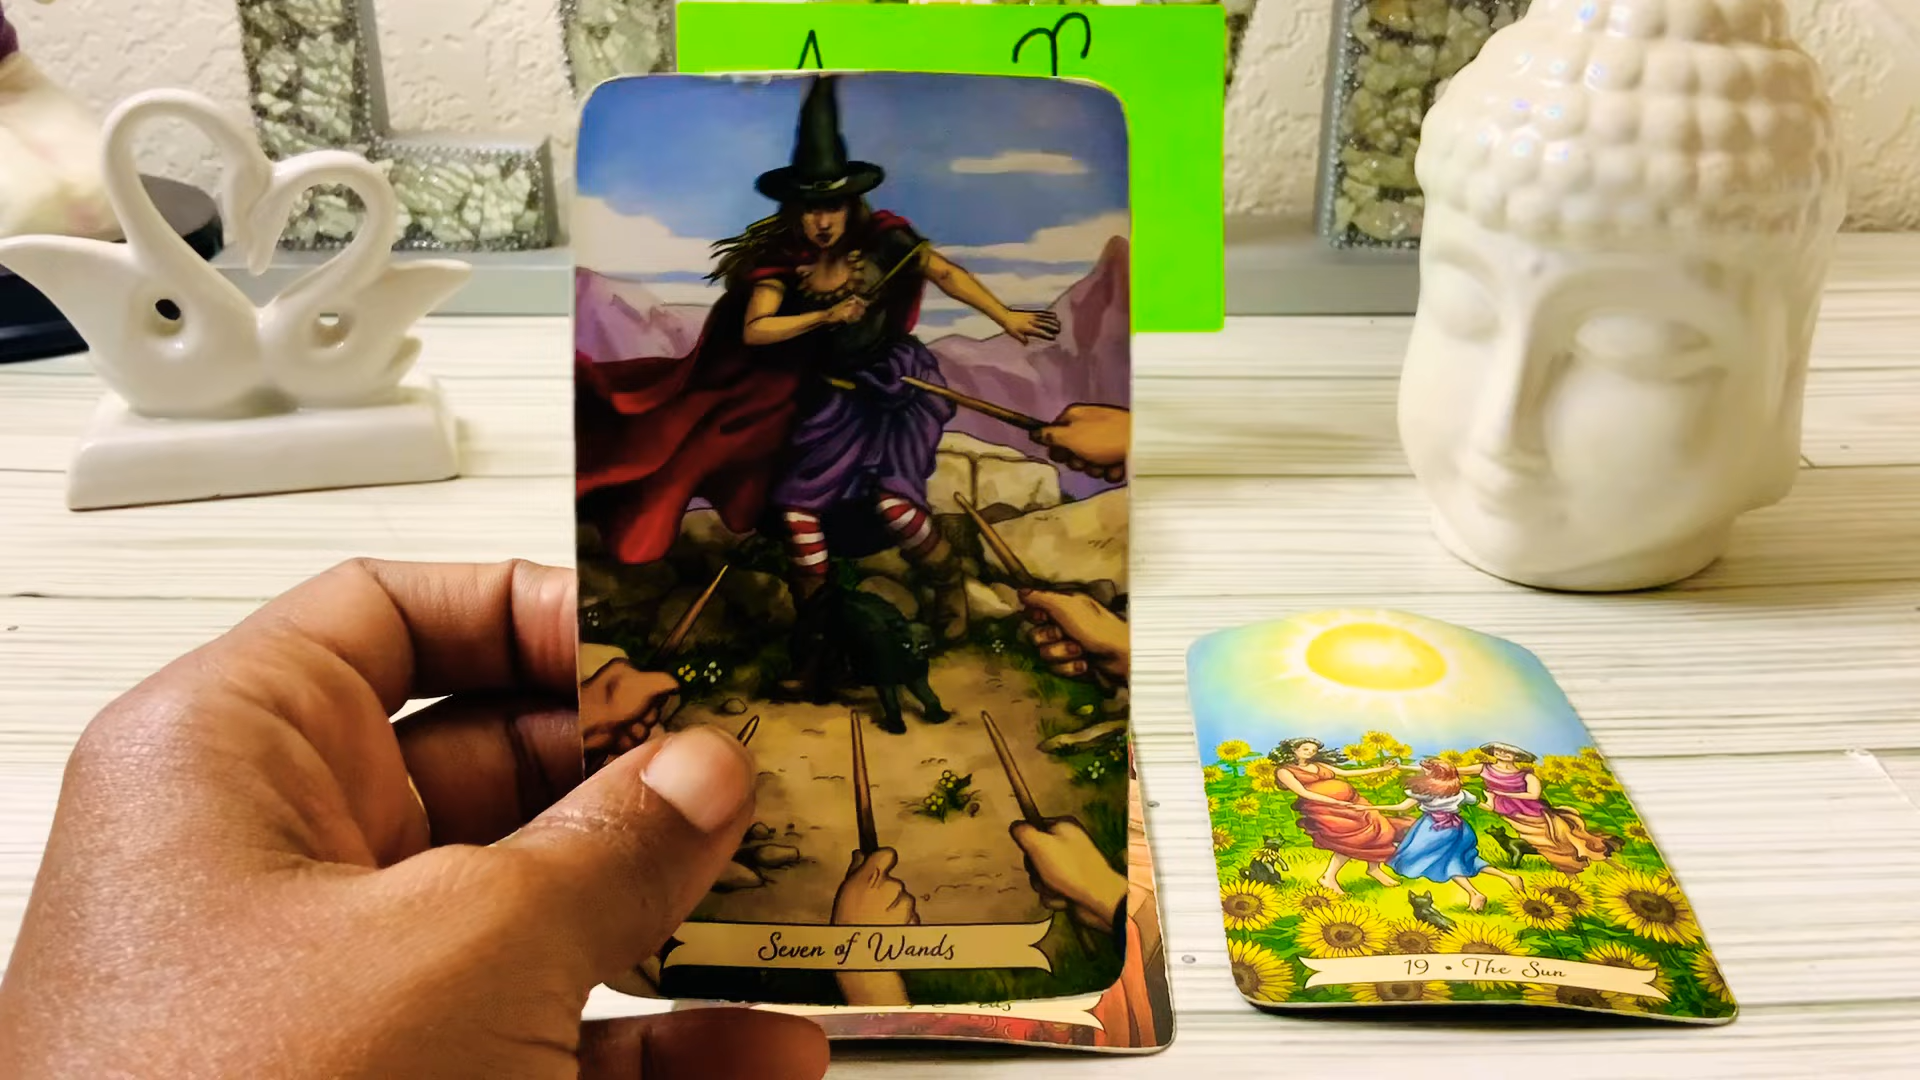 A
♈
Seven of Wands
19 • The Sun